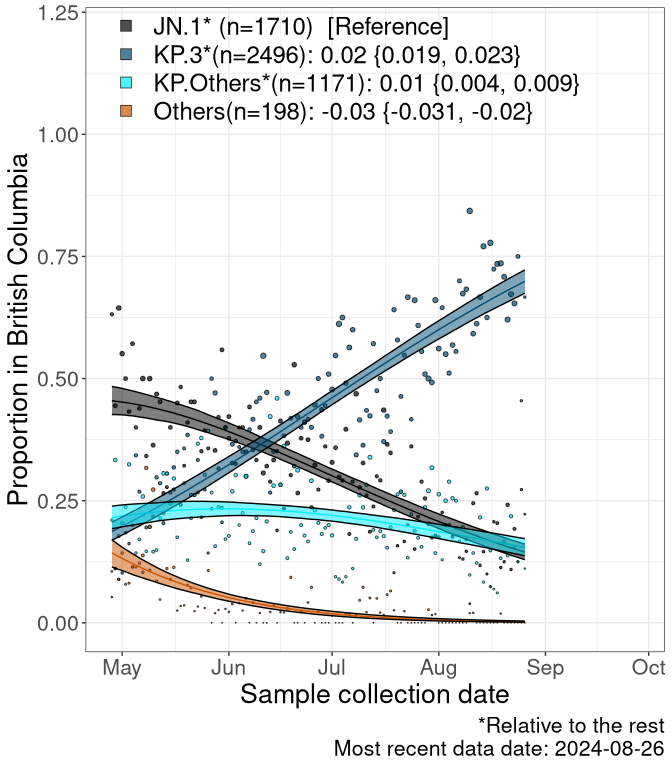 1.25
JN.1* (n=1710)  [Reference]
KP.3*(n=2496): 0.02 {0.019, 0.023}
KP.Others*(n=1171): 0.01 {0.004, 0.009}
Others(n=198): -0.03 {-0.031, -0.02}
1.00
0.75
0.50
0.25
0.00
Proportion in British Columbia
May Jun Jul Aug Sep Oct
Sample collection date
*Relative to the rest
Most recent data date: 2024-08-26